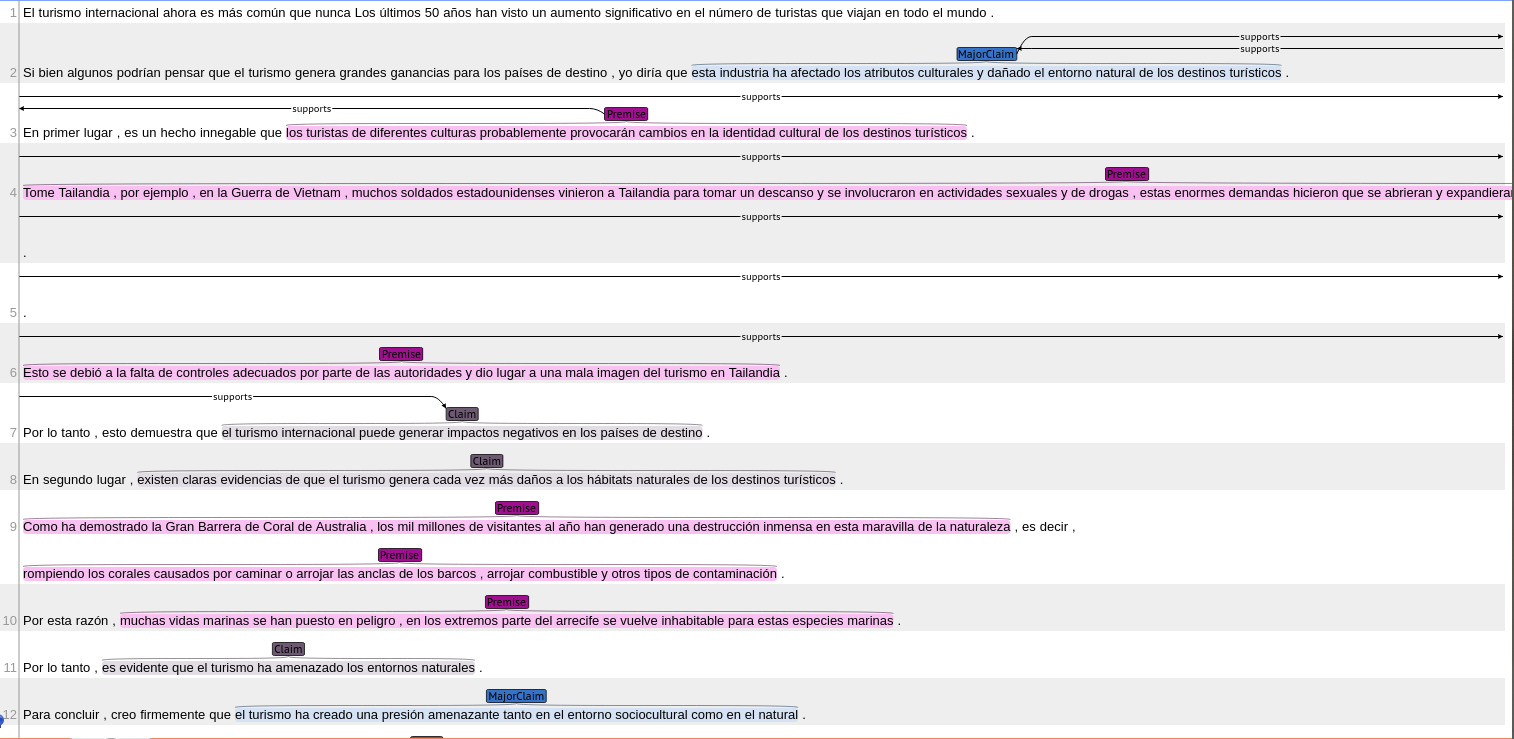 1 El turismo internacional ahora es más común que nunca Los últimos 50 años han visto un aumento significativo en el número de turistas que viajan en todo el mundo .
supports
MajorClaim supports
2 Si bien algunos podrían pensar que el turismo genera grandes ganancias para los países de destino , yo diría que esta industria ha afectado los atributos culturales y dañado el entorno natural de los destinos turísticos .
supports
supports Premise
3 En primer lugar , es un hecho innegable que los turistas de diferentes culturas probablemente provocarán cambios en la identidad cultural de los destinos turísticos .
supports
Premise
4 Tome Tailandia , por ejemplo , en la Guerra de Vietnam , muchos soldados estadounidenses vinieron a Tailandia para tomar un descanso y se involucraron en actividades sexuales y de drogas , estas enormes demandas hicieron que se abrieran y
supports
.
supports
5 .
supports
Premise
6 Esto se debió a la falta de controles adecuados por parte de las autoridades y dio lugar a una mala imagen del turismo en Tailandia .
supports
Claim
7 Por lo tanto , esto demuestra que el turismo internacional puede generar impactos negativos en los países de destino .
Claim
8 En segundo lugar , existen claras evidencias de que el turismo genera cada vez más daños a los hábitats naturales de los destinos turísticos .
Premise
9 Como ha demostrado la Gran Barrera de Coral de Australia , los mil millones de visitantes al año han generado una destrucción inmensa en esta maravilla de la naturaleza , es decir ,
Premise
rompiendo los corales causados por caminar o arrojar las anclas de los barcos , arrojar combustible y otros tipos de contaminación .
Premise
10 Por esta razón , muchas vidas marinas se han puesto en peligro , en los extremos parte del arrecife se vuelve inhabitable para estas especies marinas .
Claim
11 Por lo tanto , es evidente que el turismo ha amenazado los entornos naturales .
MajorClaim
12 Para concluir , creo firmemente que el turismo ha creado una presión amenazante tanto en el entorno sociocultural como en el natural .